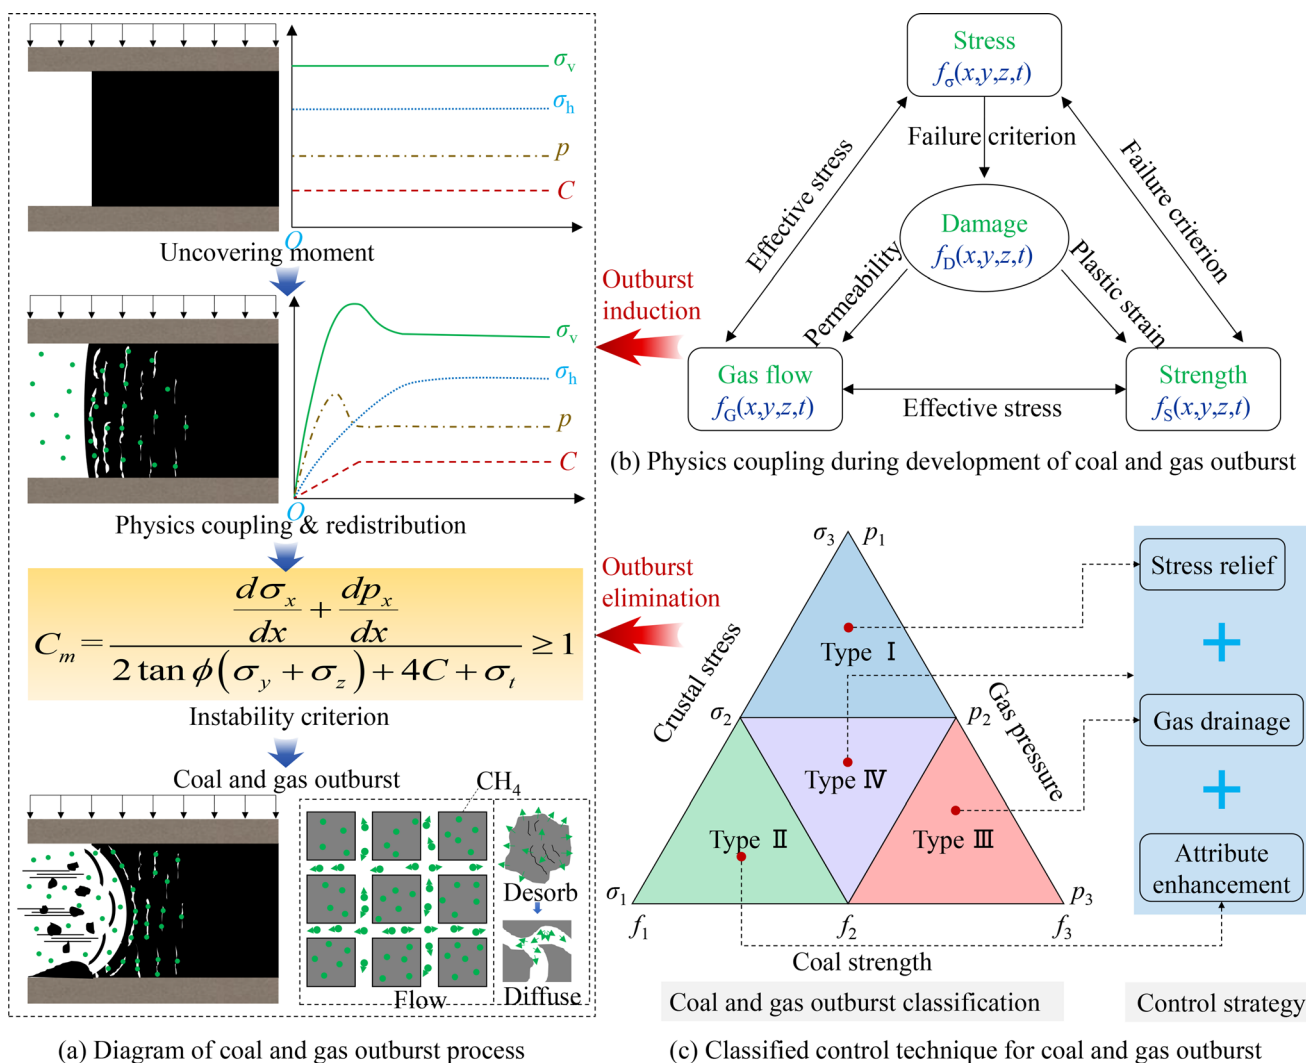 σv
σh
p
C
O
Uncovering moment
σv
σh
p
C
O
Physics coupling & redistribution
Cm = (dσx/dx + dpx/dx) / (2 tan ϕ(σy + σz) + 4C + σt) ≥ 1
Instability criterion
Coal and gas outburst
CH4
Flow
Desorb
Diffuse
(a) Diagram of coal and gas outburst process
Outburst
induction
Outburst
elimination
Stress
fσ(x,y,z,t)
Failure criterion
Effective stress
Failure criterion
Damage
fD(x,y,z,t)
Permeability
Plastic strain
Gas flow
fG(x,y,z,t)
Effective stress
Strength
fS(x,y,z,t)
(b) Physics coupling during development of coal and gas outburst
σ3
p1
Type Ⅰ
Crustal stress
Gas pressure
σ2
p2
Type Ⅳ
Type Ⅱ
Type Ⅲ
σ1
p3
f1
f2
f3
Coal strength
Stress relief
+
Gas drainage
+
Attribute
enhancement
Coal and gas outburst classification
Control strategy
(c) Classified control technique for coal and gas outburst